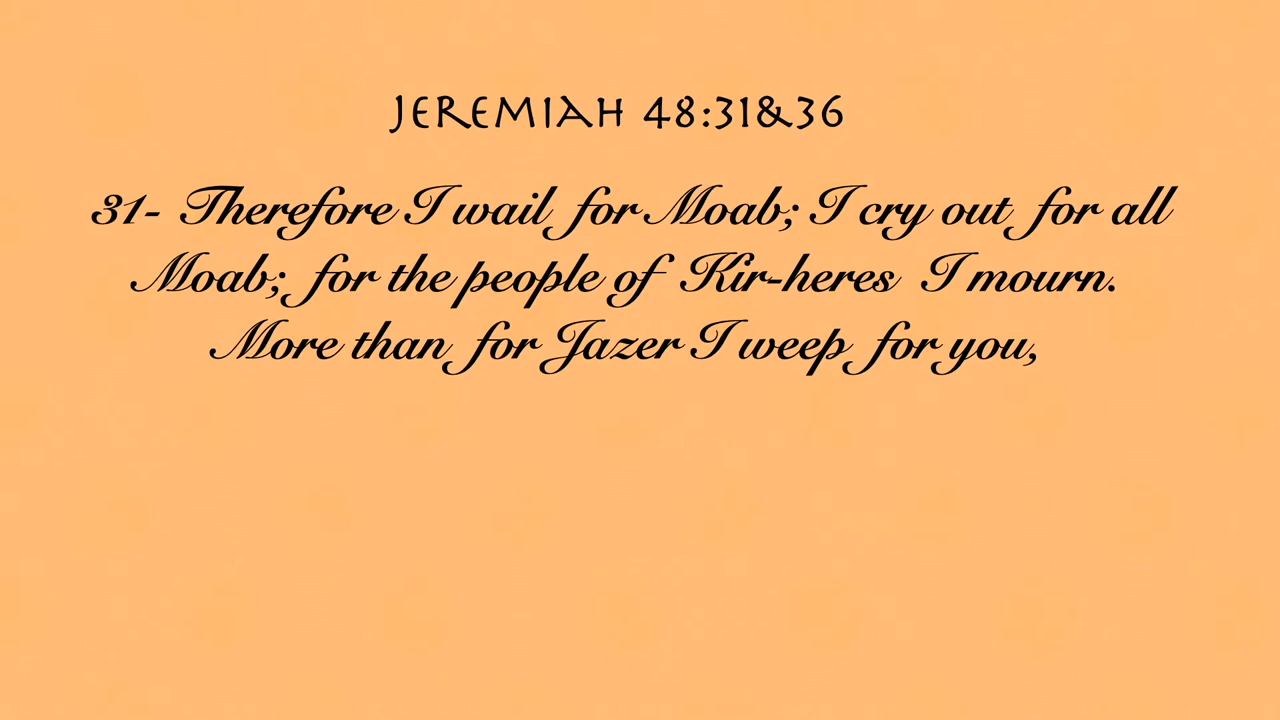 JEREMIAH 48:31&36
31- Therefore I wail for Moab; I cry out for all
Moab; for the people of Kir-heres I mourn.
More than for Jazer I weep for you,